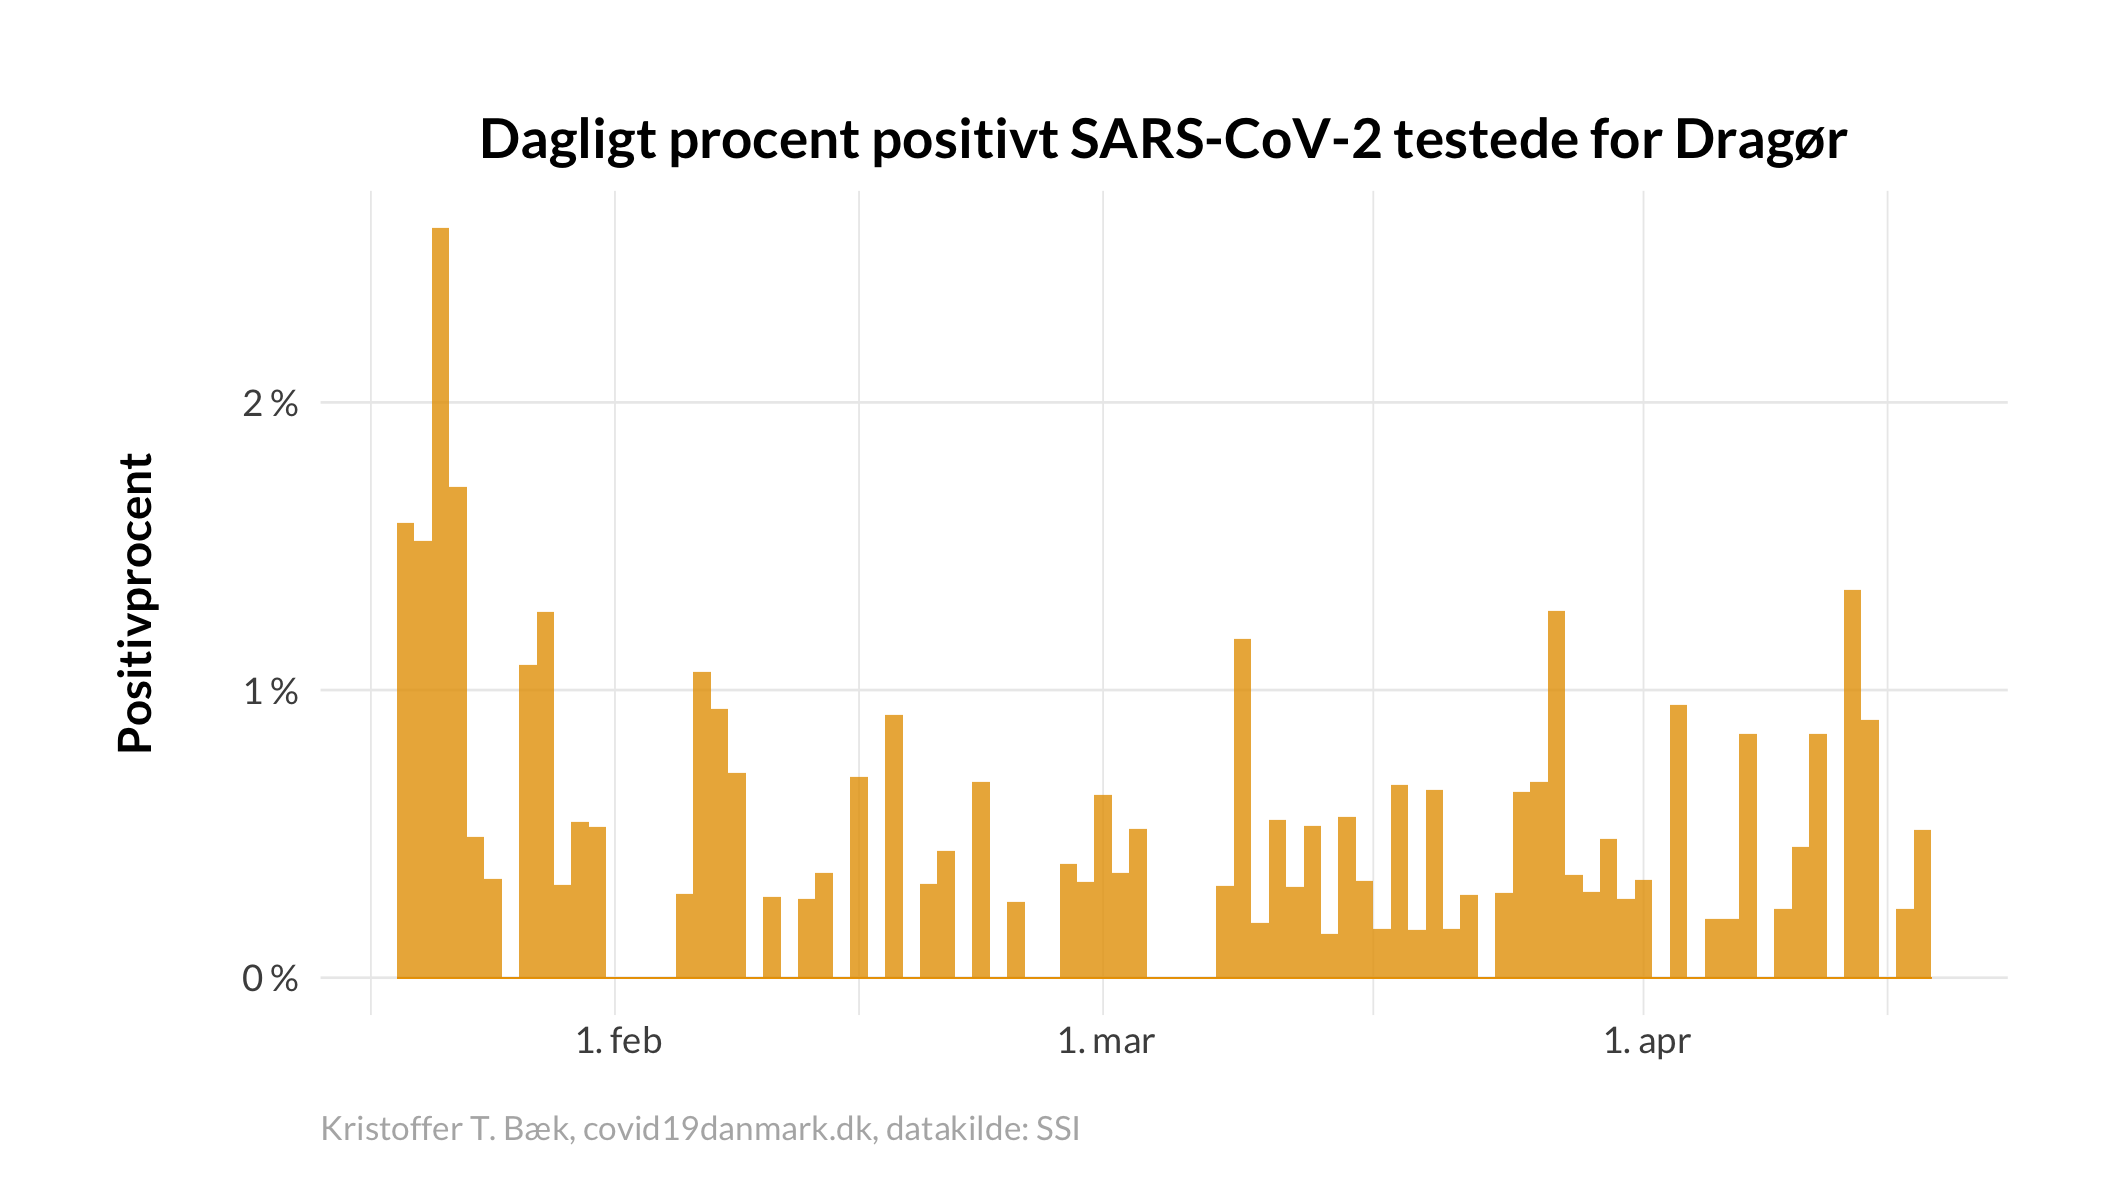 Dagligt procent positivt SARS-CoV-2 testede for Dragør
Positivprocent
2 %
1 %
0 %
1. feb
1. mar
1. apr
Kristoffer T. Bæk, covid19danmark.dk, datakilde: SSI